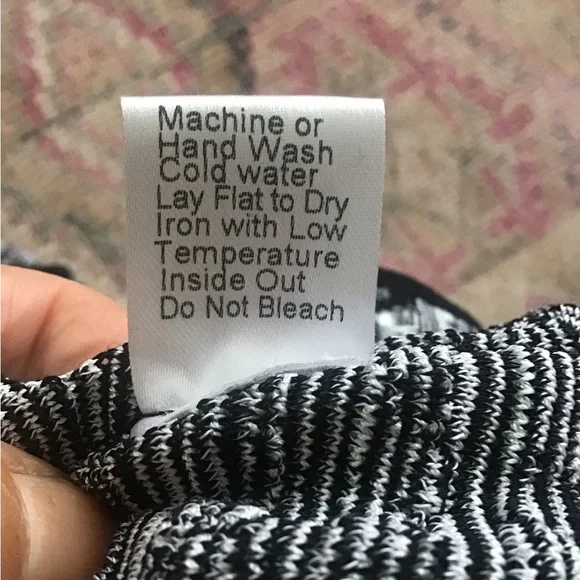 Machine or
Hand Wash
Cold water
Lay Flat to Dry
Iron with Low
Temperature
Inside Out
Do Not Bleach